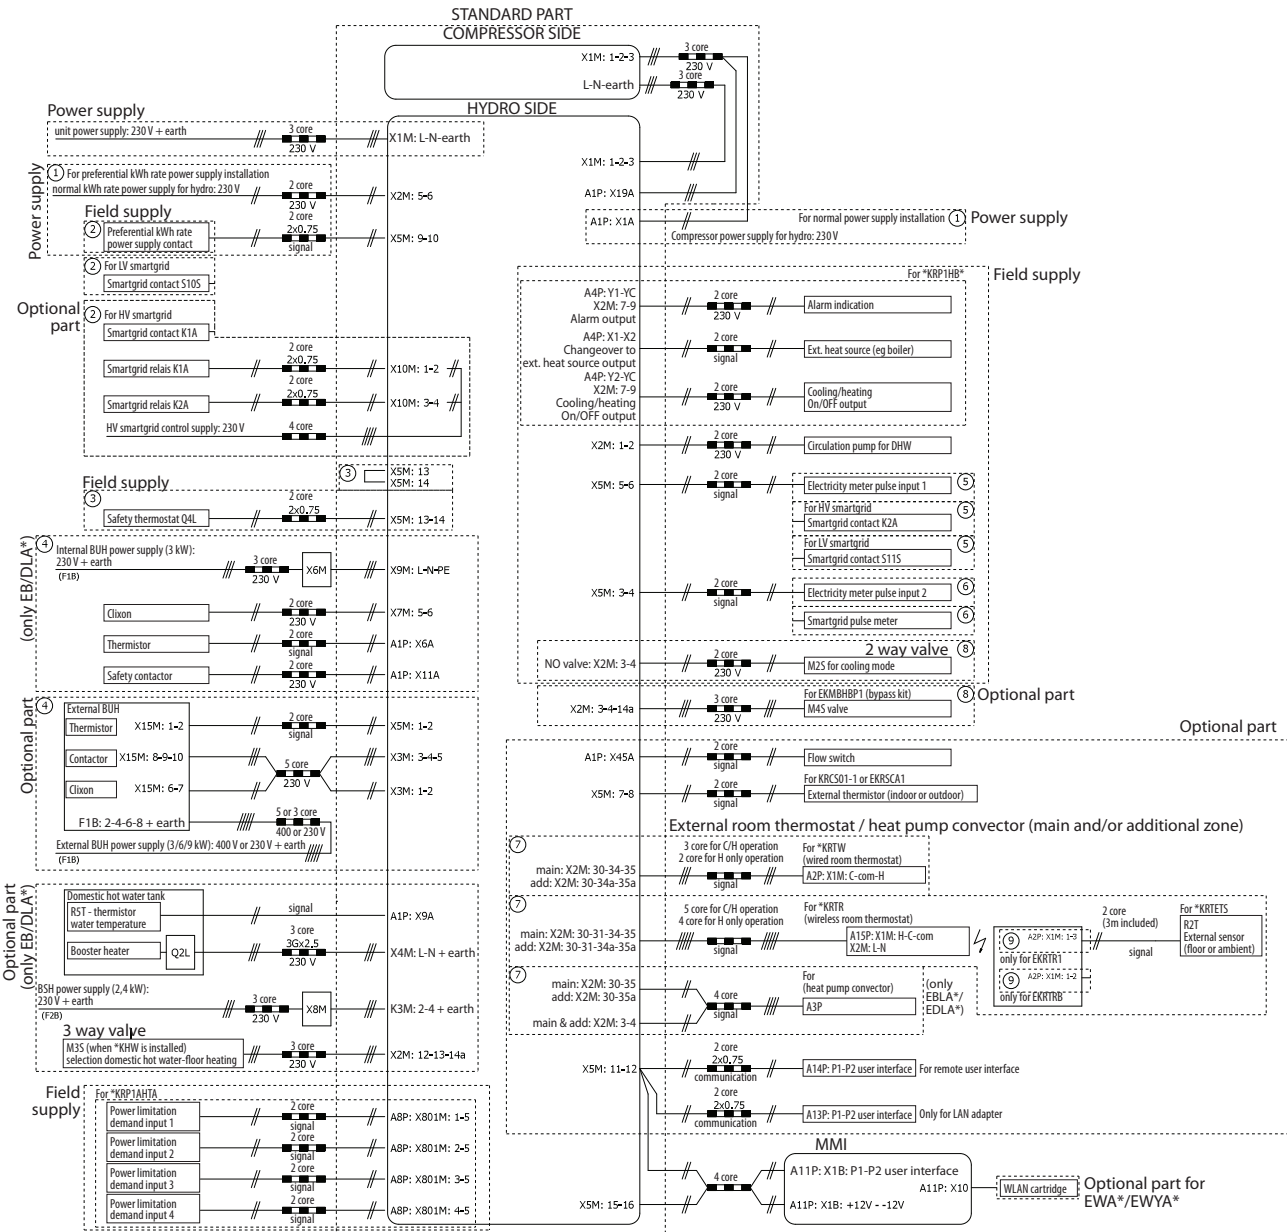 STANDARD PART
COMPRESSOR SIDE
X1M: 1-2-3
3 core
230 V
L-N-earth
3 core
230 V
HYDRO SIDE
Power supply
unit power supply: 230 V + earth
3 core
230 V
X1M: L-N-earth
Power supply
1 For preferential kWh rate power supply installation
normal kWh rate power supply for hydro: 230 V
2 core
230 V
X2M: 5-6
Field supply
2 Preferential kWh rate
power supply contact
2 core
2x0.75
signal
X5M: 9-10
2 For LV smartgrid
Smartgrid contact S10S
Optional
part
2 For HV smartgrid
Smartgrid contact K1A
Smartgrid relais K1A
2 core
2x0.75
X10M: 1-2
Smartgrid relais K2A
2 core
2x0.75
X10M: 3-4
HV smartgrid control supply: 230 V
4 core
3
X5M: 13
X5M: 14
Field supply
3
Safety thermostat Q4L
2 core
2x0.75
X5M: 13-14
(only EB/DLA*)
4
Internal BUH power supply (3 kW):
230 V + earth
(F1B)
3 core
230 V
X6M
X9M: L-N-PE
Clixon
2 core
230 V
X7M: 5-6
Thermistor
2 core
signal
A1P: X6A
Safety contactor
2 core
230 V
A1P: X11A
Optional part
4
External BUH
Thermistor
X15M: 1-2
2 core
signal
X5M: 1-2
Contactor
X15M: 8-9-10
5 core
230 V
X3M: 3-4-5
Clixon
X15M: 6-7
X3M: 1-2
F1B: 2-4-6-8 + earth
5 or 3 core
400 or 230 V
External BUH power supply (3/6/9 kW): 400 V or 230 V + earth
(F1B)
Optional part
(only EB/DLA*)
Domestic hot water tank
R5T - thermistor
water temperature
signal
A1P: X9A
Booster heater
Q2L
3 core
3Gx2.5
230 V
X4M: L-N + earth
BSH power supply (2,4 kW):
230 V + earth
(F2B)
3 core
230 V
X8M
K3M: 2-4 + earth
3 way valve
M3S (when *KHW is installed)
selection domestic hot water-floor heating
3 core
230 V
X2M: 12-13-14a
Field
supply
For *KRP1AHTA
Power limitation
demand input 1
2 core
signal
A8P: X801M: 1-5
Power limitation
demand input 2
2 core
signal
A8P: X801M: 2-5
Power limitation
demand input 3
2 core
signal
A8P: X801M: 3-5
Power limitation
demand input 4
2 core
signal
A8P: X801M: 4-5
X1M: 1-2-3
A1P: X19A
A1P: X1A
For normal power supply installation 1 Power supply
Compressor power supply for hydro: 230 V
For *KRP1HB*
Field supply
A4P: Y1-YC
X2M: 7-9
Alarm output
2 core
230 V
Alarm indication
A4P: X1-X2
Changeover to
ext. heat source output
2 core
signal
Ext. heat source (eg boiler)
A4P: Y2-YC
X2M: 7-9
Cooling/heating
On/OFF output
2 core
230 V
Cooling/heating
On/OFF output
X2M: 1-2
2 core
230 V
Circulation pump for DHW
X5M: 5-6
2 core
signal
Electricity meter pulse input 1
5
For HV smartgrid
Smartgrid contact K2A
5
For LV smartgrid
Smartgrid contact S11S
5
X5M: 3-4
2 core
signal
Electricity meter pulse input 2
6
Smartgrid pulse meter
6
2 way valve 8
NO valve: X2M: 3-4
2 core
230 V
M2S for cooling mode
X2M: 3-4-14a
3 core
230 V
For EKMBHBP1 (bypass kit)
M4S valve
8 Optional part
Optional part
A1P: X45A
2 core
signal
Flow switch
X5M: 7-8
2 core
signal
For KRCS01-1 or EKRSCA1
External thermistor (indoor or outdoor)
External room thermostat / heat pump convector (main and/or additional zone)
7
main: X2M: 30-34-35
add: X2M: 30-34a-35a
3 core for C/H operation
2 core for H only operation
signal
For *KRTW
(wired room thermostat)
A2P: X1M: C-com-H
7
main: X2M: 30-31-34-35
add: X2M: 30-31-34a-35a
5 core for C/H operation
4 core for H only operation
signal
For *KRTR
(wireless room thermostat)
A15P: X1M: H-C-com
X2M: L-N
9 A2P: X1M: 1-3
only for EKRTR1
9 A2P: X1M: 1-2
only for EKRTRB
2 core
(3m included)
signal
For *KRTETS
R2T
External sensor
(floor or ambient)
7
main: X2M: 30-35
add: X2M: 30-35a
main & add: X2M: 3-4
4 core
signal
For
(heat pump convector)
A3P
(only
EBLA*/
EDLA*)
X5M: 11-12
2 core
2x0.75
communication
A14P: P1-P2 user interface
For remote user interface
2 core
2x0.75
communication
A13P: P1-P2 user interface
Only for LAN adapter
MMI
4 core
A11P: X1B: P1-P2 user interface
A11P: X10
WLAN cartridge
Optional part for
EWA*/EWYA*
X5M: 15-16
A11P: X1B: +12V - -12V